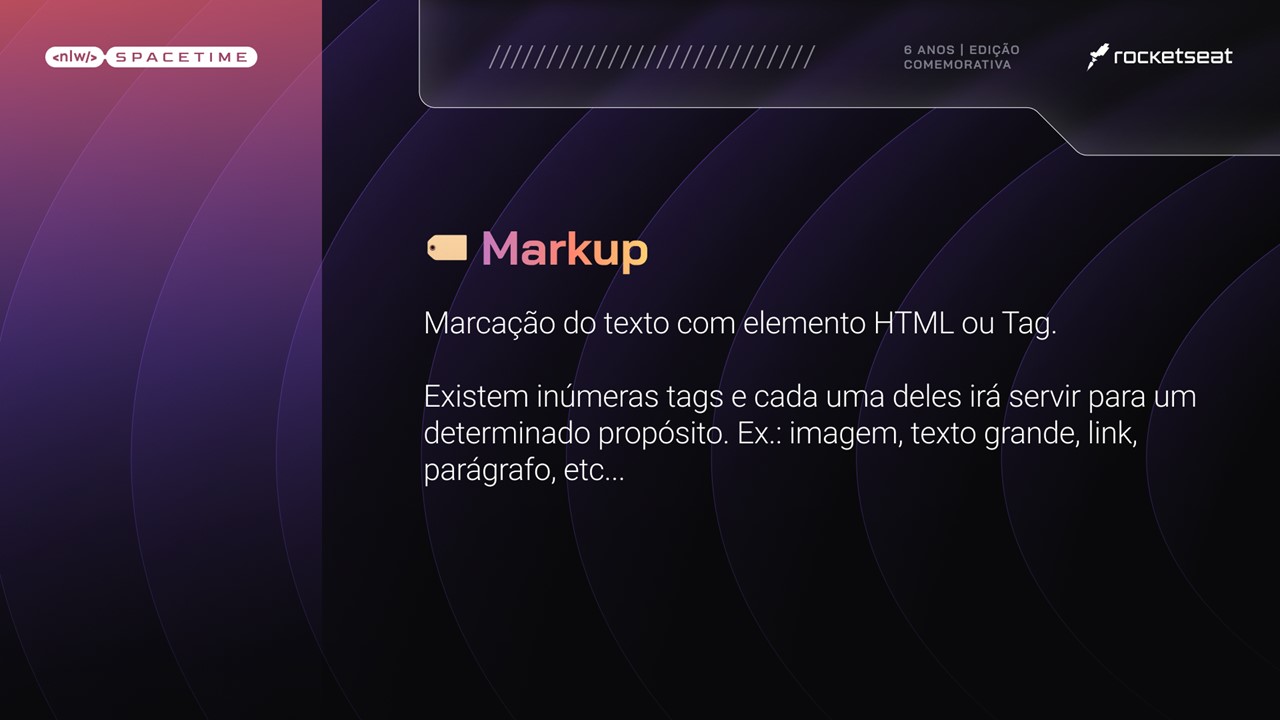 <nlw/> SPACETIME
////////////////////////////
6 ANOS | EDIÇÃO
COMEMORATIVA
rocketseat
Markup
Marcação do texto com elemento HTML ou Tag.
Existem inúmeras tags e cada uma deles irá servir para um
determinado propósito. Ex.: imagem, texto grande, link,
parágrafo, etc...